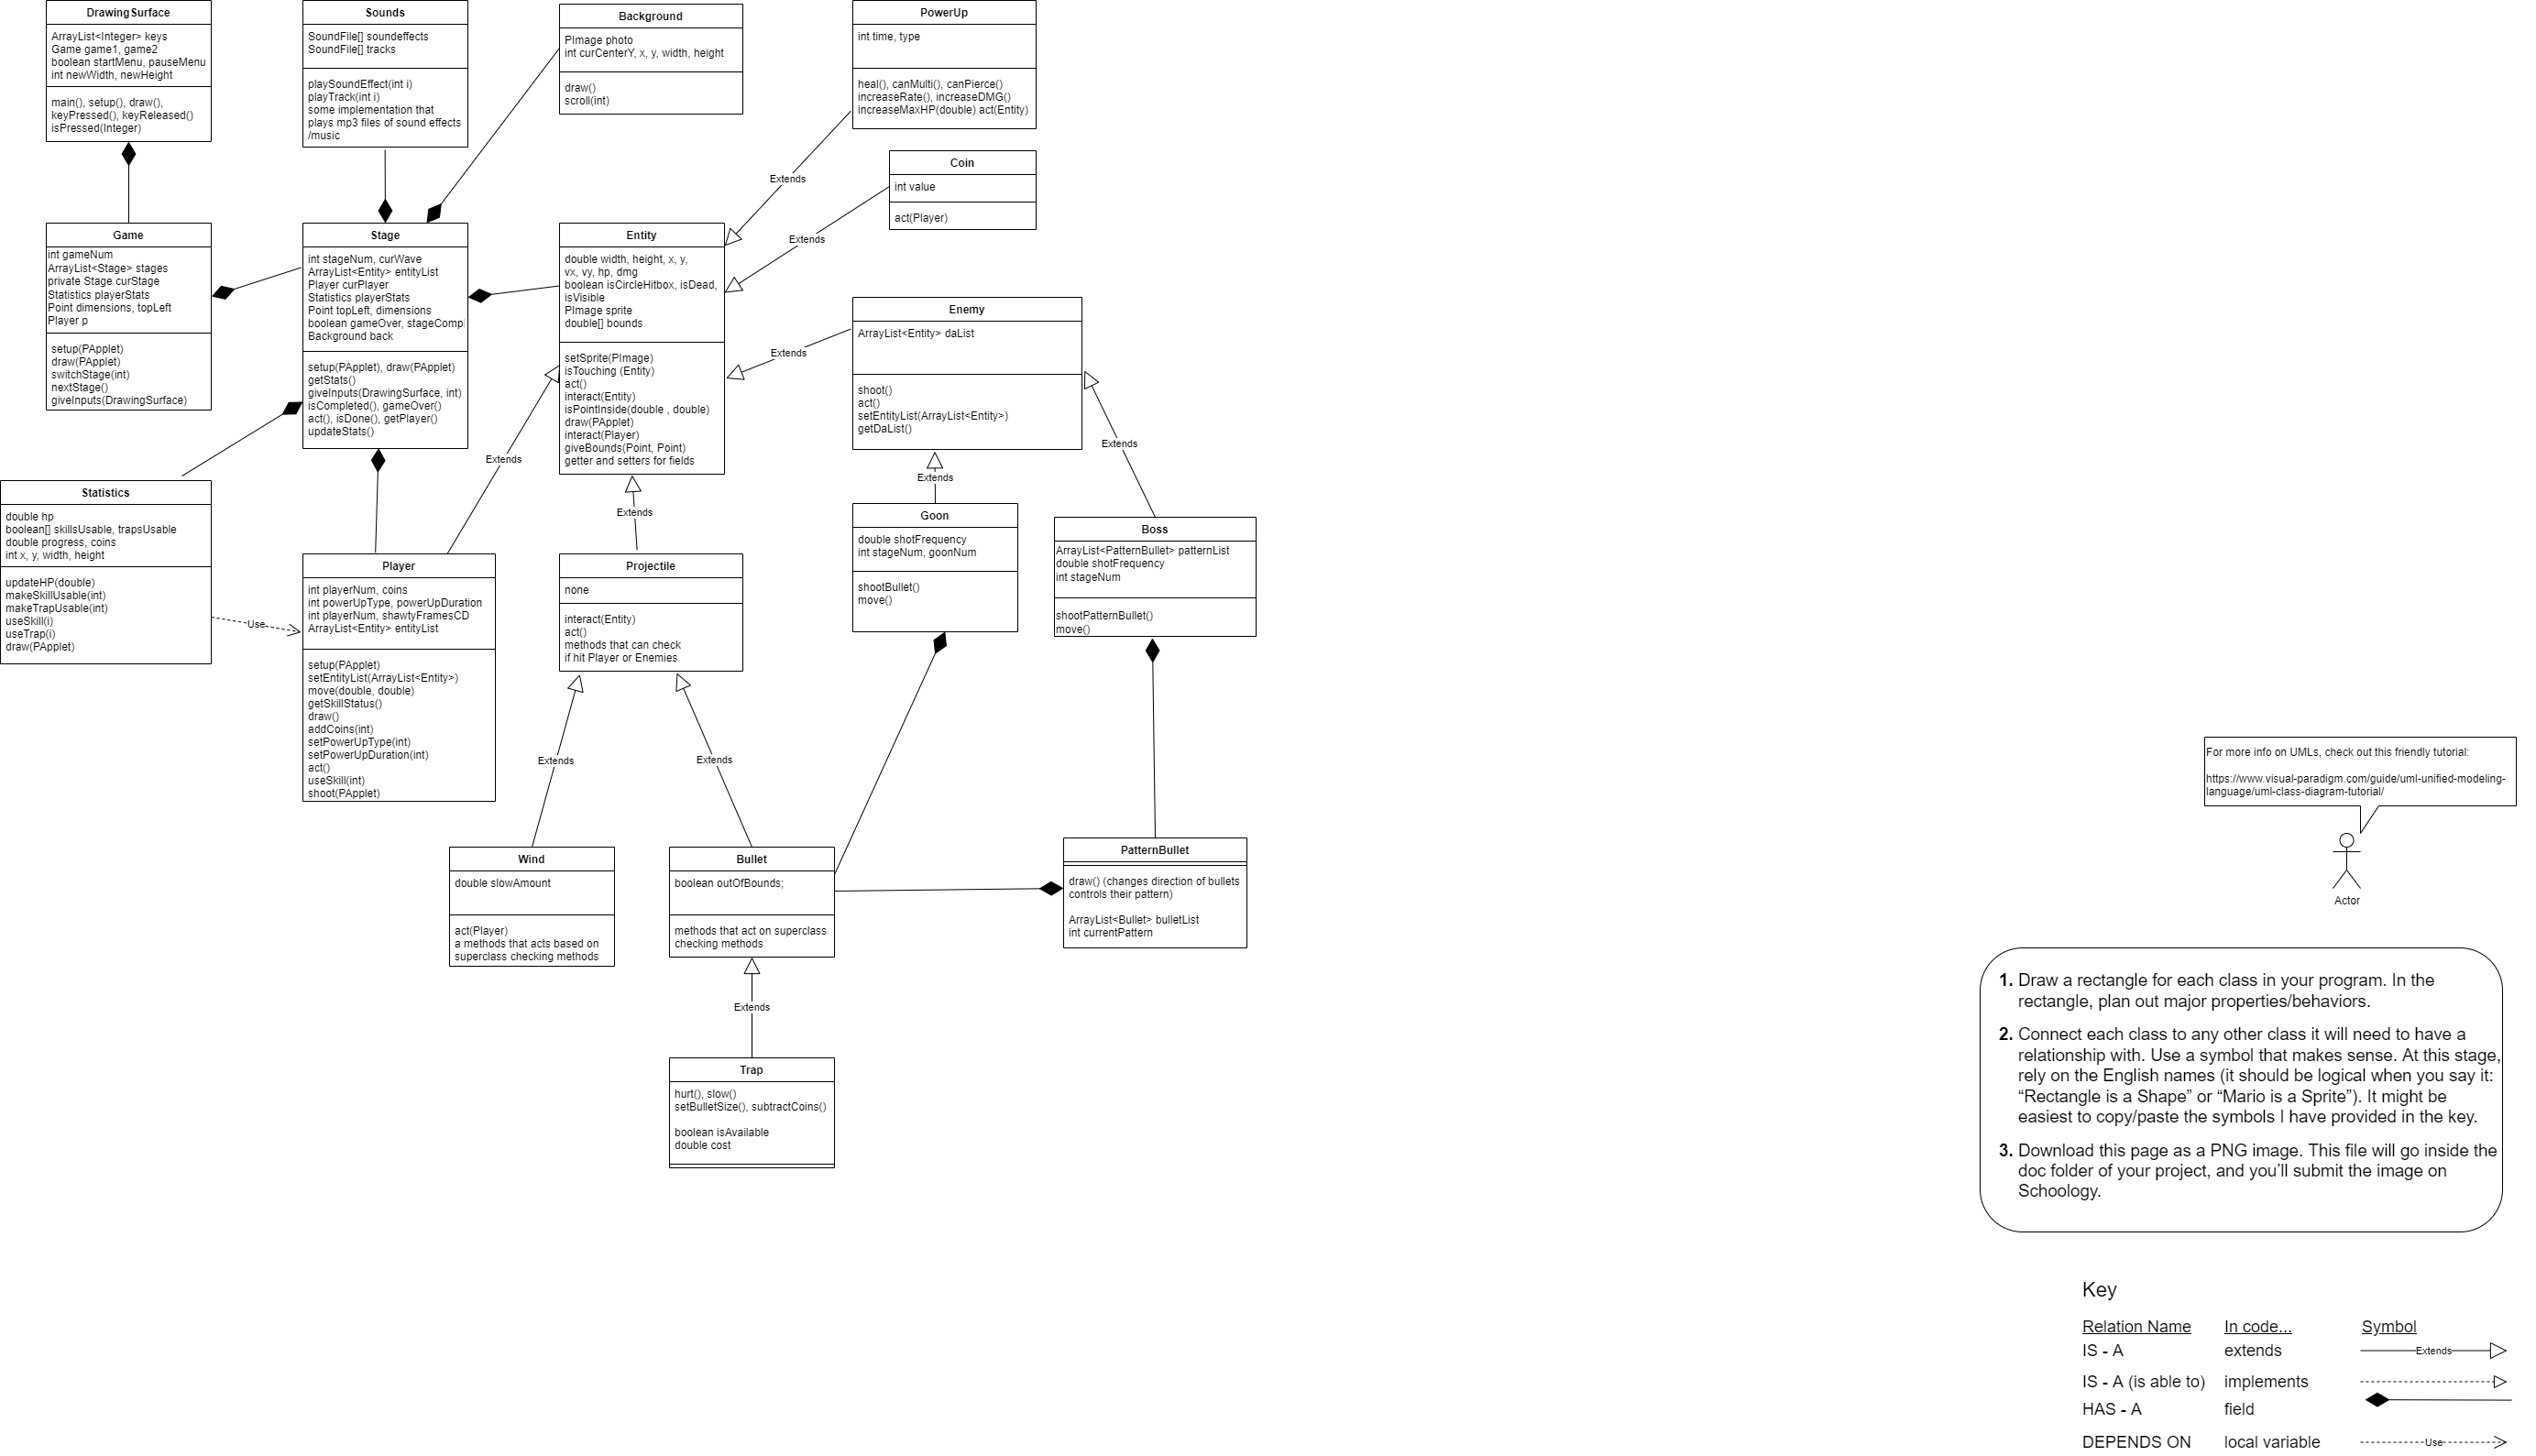 DrawingSurface
ArrayList<Integer> keys
Game game1, game2
boolean startMenu, pauseMenu
int newWidth, newHeight
main(), setup(), draw(),
keyPressed(), keyReleased()
isPressed(Integer)
Sounds
SoundFile[] soundeffects
SoundFile[] tracks
playSoundEffect(int i)
playTrack(int i)
some implementation that
plays mp3 files of sound effects
/music
Background
PImage photo
int curCenterY, x, y, width, height
draw()
scroll(int)
PowerUp
int time, type
heal(), canMulti(), canPierce()
increaseRate(), increaseDMG()
increaseMaxHP(double) act(Entity)
Extends
Coin
int value
act(Player)
Extends
Game
int gameNum
ArrayList<Stage> stages
private Stage curStage
Statistics playerStats
Point dimensions, topLeft
Player p
setup(PApplet)
draw(PApplet)
switchStage(int)
nextStage()
giveInputs(DrawingSurface)
Stage
int stageNum, curWave
ArrayList<Entity> entityList
Player curPlayer
Statistics playerStats
Point topLeft, dimensions
boolean gameOver, stageCompl
Background back
setup(PApplet), draw(PApplet)
getStats()
giveInputs(DrawingSurface, int)
isCompleted(), gameOver()
act(), isDone(), getPlayer()
updateStats()
Entity
double width, height, x, y,
vx, vy, hp, dmg
boolean isCircleHitbox, isDead,
isVisible
PImage sprite
double[] bounds
setSprite(PImage)
isTouching (Entity)
act()
interact(Entity)
isPointInside(double , double)
draw(PApplet)
interact(Player)
giveBounds(Point, Point)
getter and setters for fields
Enemy
ArrayList<Entity> daList
shoot()
act()
setEntityList(ArrayList<Entity>)
getDaList()
Extends
Extends
Extends
Extends
Extends
Statistics
double hp
boolean[] skillsUsable, trapsUsable
double progress, coins
int x, y, width, height
updateHP(double)
makeSkillUsable(int)
makeTrapUsable(int)
useSkill(i)
useTrap(i)
draw(PApplet)
Use
Player
int playerNum, coins
int powerUpType, powerUpDuration
int playerNum, shawtyFramesCD
ArrayList<Entity> entityList
setup(PApplet)
setEntityList(ArrayList<Entity>)
move(double, double)
getSkillStatus()
draw()
addCoins(int)
setPowerUpType(int)
setPowerUpDuration(int)
act()
useSkill(int)
shoot(PApplet)
Projectile
none
interact(Entity)
act()
methods that can check
if hit Player or Enemies
Goon
double shotFrequency
int stageNum, goonNum
shootBullet()
move()
Boss
ArrayList<PatternBullet> patternList
double shotFrequency
int stageNum
shootPatternBullet()
move()
Extends
Extends
Wind
double slowAmount
act(Player)
a methods that acts based on
superclass checking methods
Bullet
boolean outOfBounds;
methods that act on superclass
checking methods
PatternBullet
draw() (changes direction of bullets
controls their pattern)
ArrayList<Bullet> bulletList
int currentPattern
Extends
Trap
hurt(), slow()
setBulletSize(), subtractCoins()
boolean isAvailable
double cost
For more info on UMLs, check out this friendly tutorial:
https://www.visual-paradigm.com/guide/uml-unified-modeling-
language/uml-class-diagram-tutorial/
Actor
1. Draw a rectangle for each class in your program. In the
rectangle, plan out major properties/behaviors.
2. Connect each class to any other class it will need to have a
relationship with. Use a symbol that makes sense. At this stage,
rely on the English names (it should be logical when you say it:
“Rectangle is a Shape” or “Mario is a Sprite”). It might be
easiest to copy/paste the symbols I have provided in the key.
3. Download this page as a PNG image. This file will go inside the
doc folder of your project, and you’ll submit the image on
Schoology.
Key
Relation Name In code... Symbol
IS - A extends Extends
IS - A (is able to) implements
HAS - A field
DEPENDS ON local variable Use